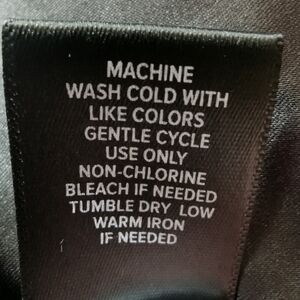 MACHINE
WASH COLD WITH
LIKE COLORS
GENTLE CYCLE
USE ONLY
NON-CHLORINE
BLEACH IF NEEDED
TUMBLE DRY LOW
WARM IRON
IF NEEDED